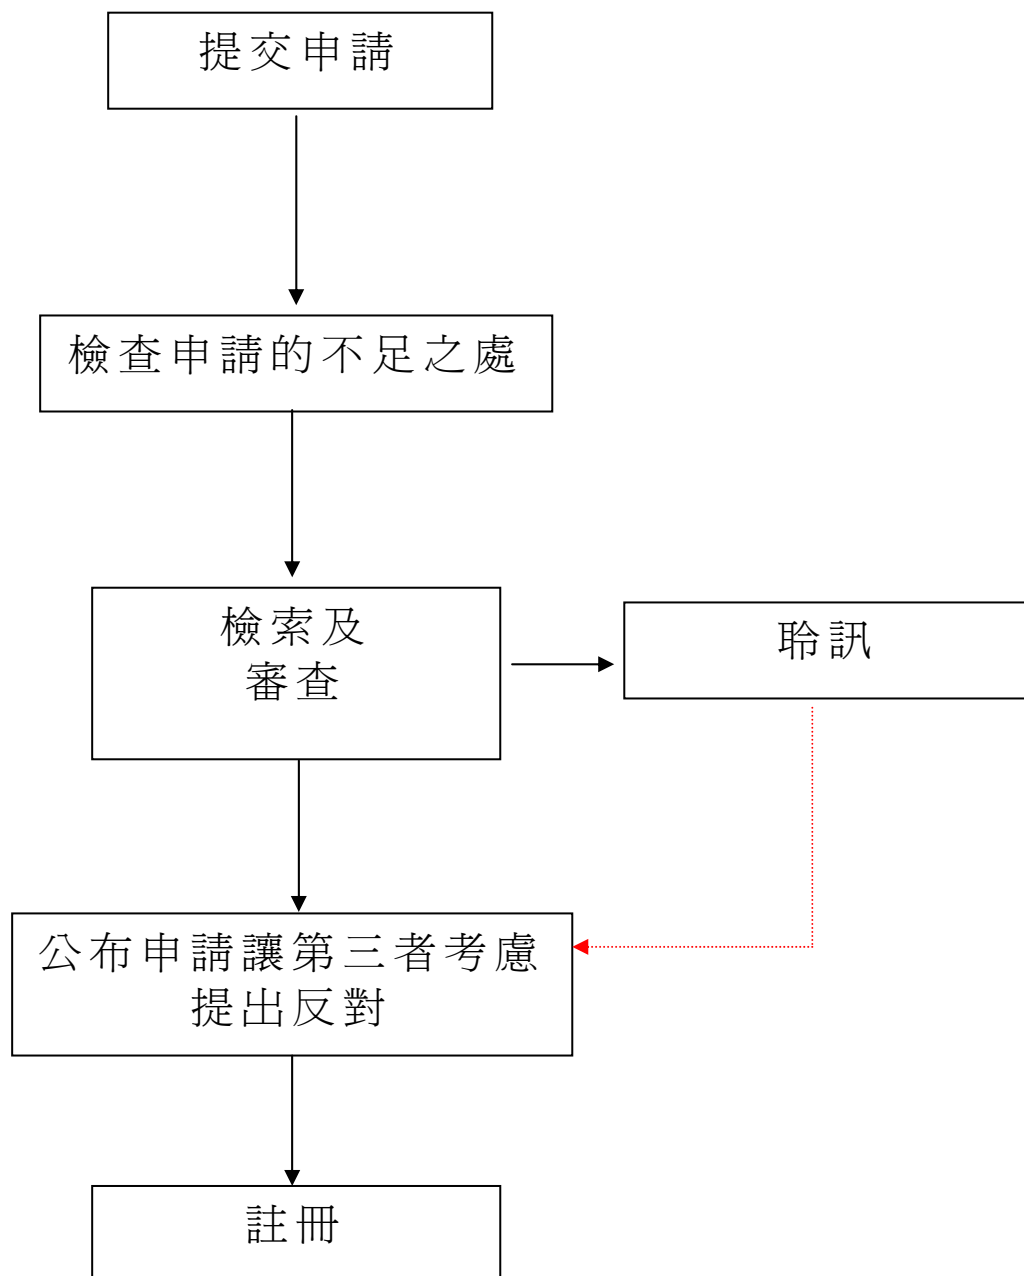 提交申請
檢查申請的不足之處
檢索及
審查
聆訊
公布申請讓第三者考慮
提出反對
註冊